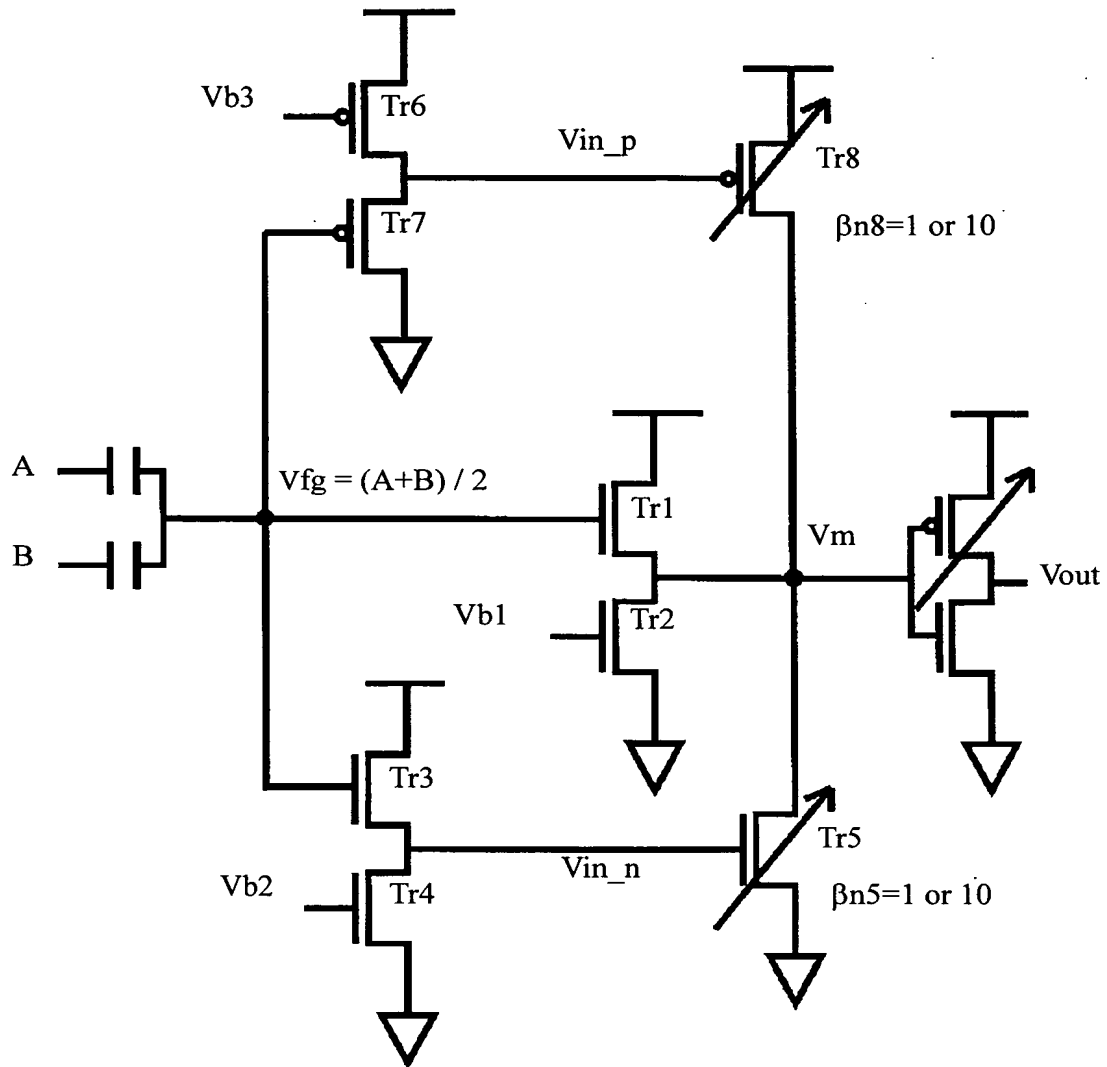 Vb3
Tr6
Vin_p
Tr8
Tr7
βn8=1 or 10
A
Vfg = (A+B) / 2
Tr1
Vm
B
Vout
Vb1
Tr2
Tr3
Tr5
Vin_n
Vb2
Tr4
βn5=1 or 10